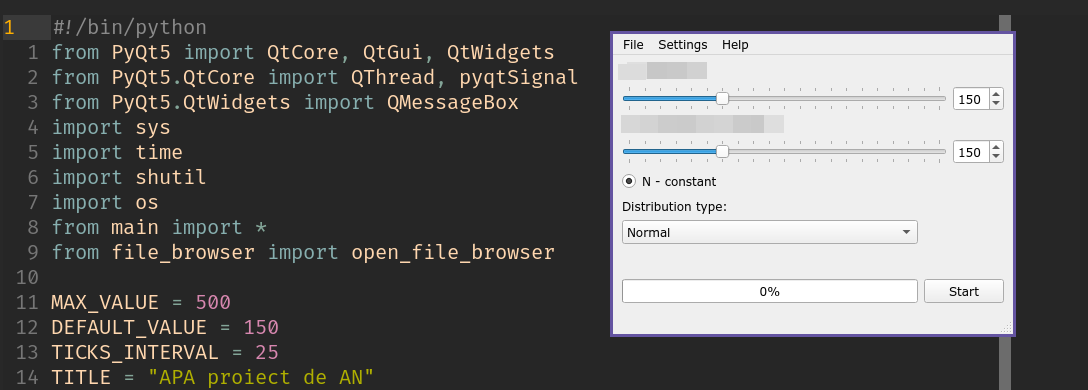 1 #!/bin/python
1 from PyQt5 import QtCore, QtGui, QtWidgets
2 from PyQt5.QtCore import QThread, pyqtSignal
3 from PyQt5.QtWidgets import QMessageBox
4 import sys
5 import time
6 import shutil
7 import os
8 from main import *
9 from file_browser import open_file_browser
10
11 MAX_VALUE = 500
12 DEFAULT_VALUE = 150
13 TICKS_INTERVAL = 25
14 TITLE = "APA proiect de AN"
File Settings Help
150
150
N - constant
Distribution type:
Normal
0% Start